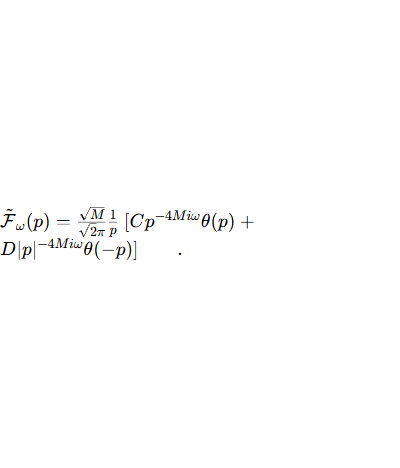 $\tilde{\mathcal{F}}_{\omega}(p) = \frac{\sqrt{M}}{\sqrt{2}\pi} \frac{1}{p} \left[ C p^{-4Mi\omega} \theta(p) + \right.$
$\left. D |p|^{-4Mi\omega} \theta(-p) \right] \qquad .$